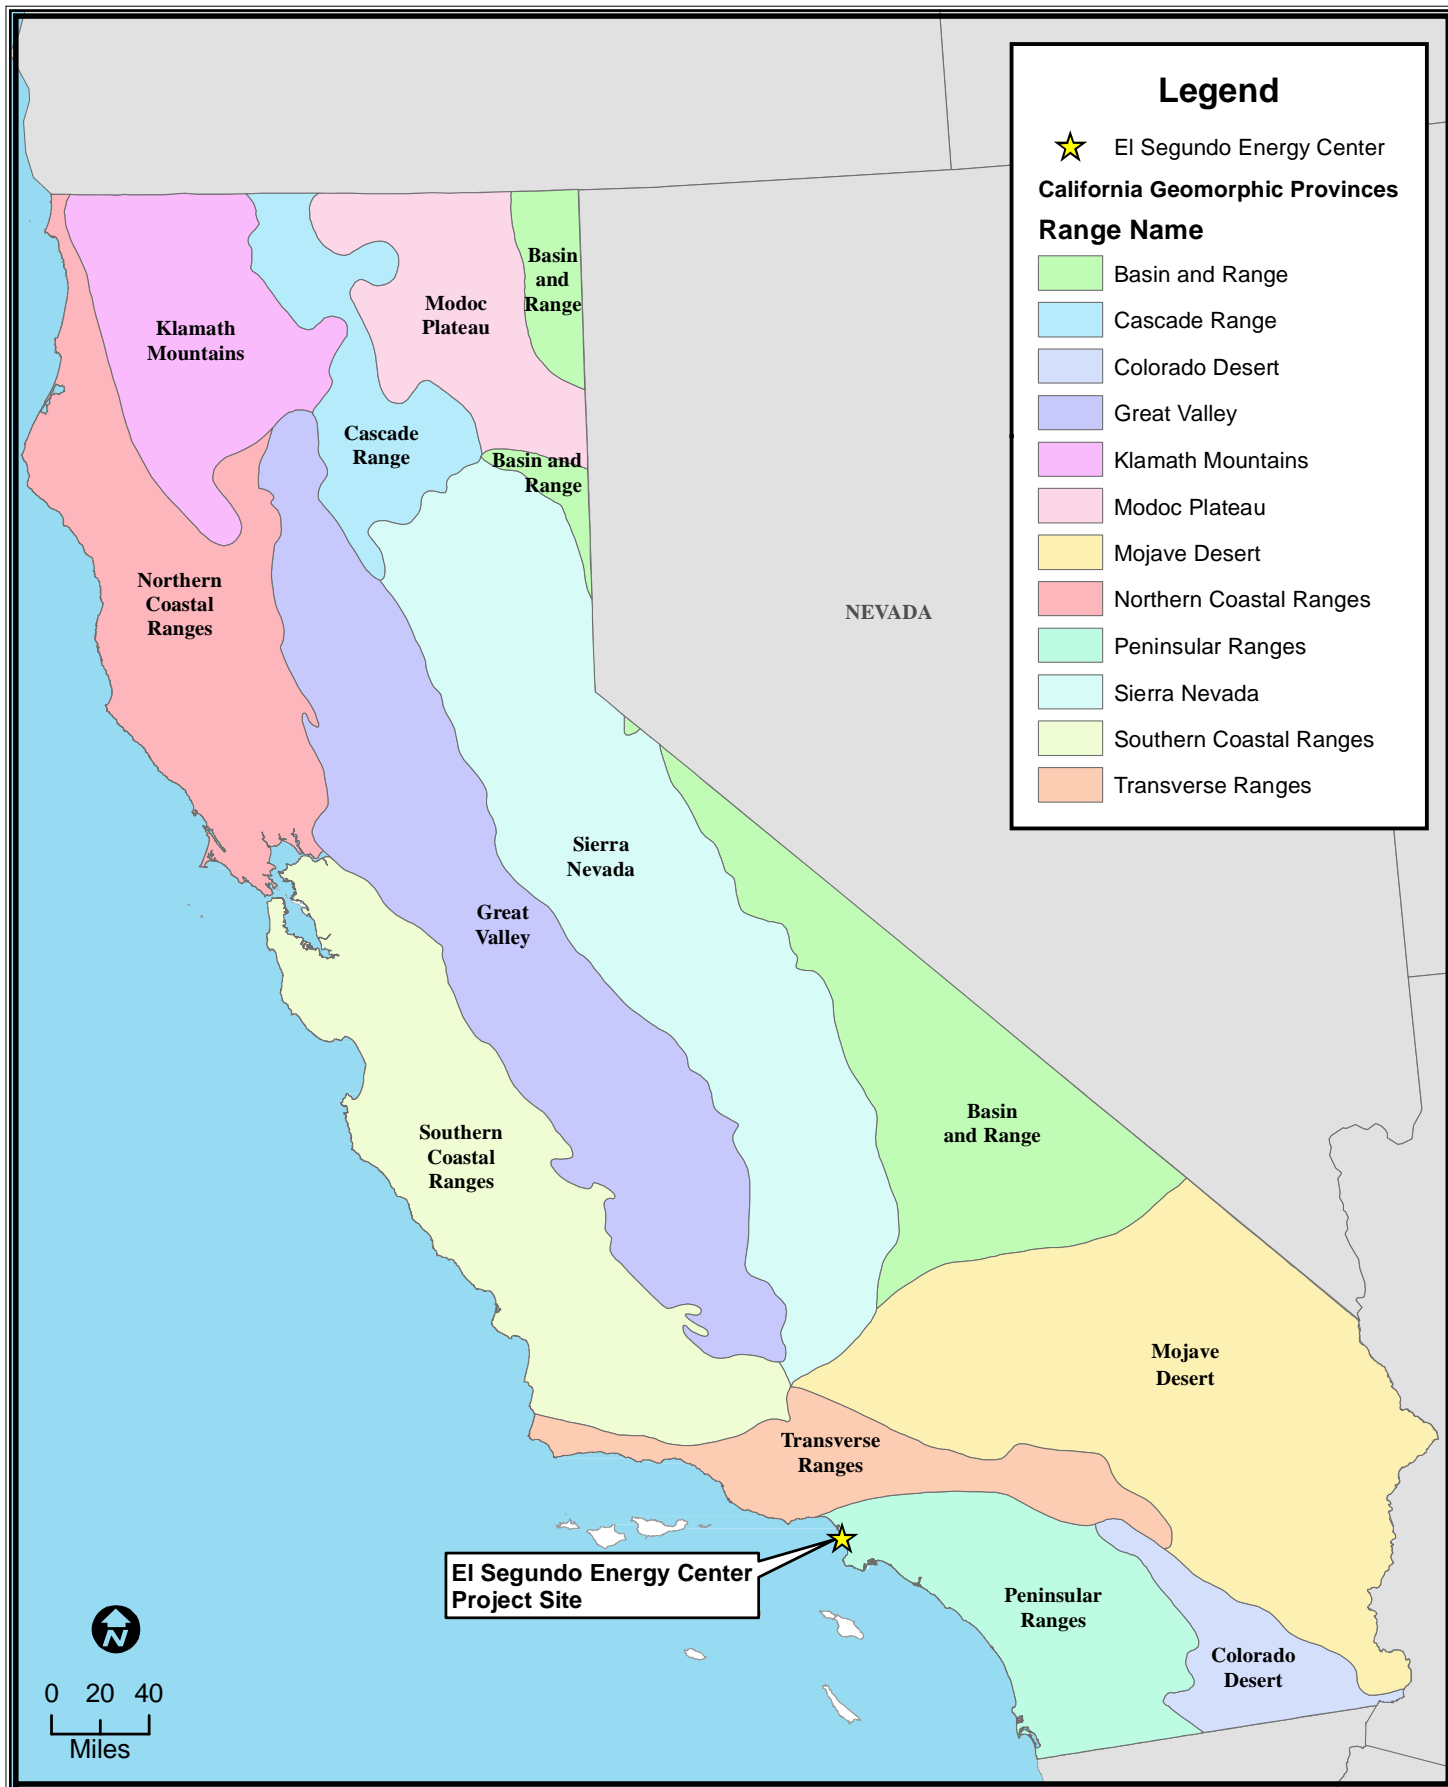 Legend
El Segundo Energy Center
California Geomorphic Provinces
Range Name
Basin and Range
Cascade Range
Colorado Desert
Great Valley
Klamath Mountains
Modoc Plateau
Mojave Desert
Northern Coastal Ranges
Peninsular Ranges
Sierra Nevada
Southern Coastal Ranges
Transverse Ranges
Basin
and
Range
Modoc
Plateau
Klamath
Mountains
Cascade
Range
Basin and
Range
Northern
Coastal
Ranges
NEVADA
Sierra
Nevada
Great
Valley
Basin
and Range
Southern
Coastal
Ranges
Mojave
Desert
Transverse
Ranges
El Segundo Energy Center
Project Site
Peninsular
Ranges
Colorado
Desert
N
0 20 40
Miles